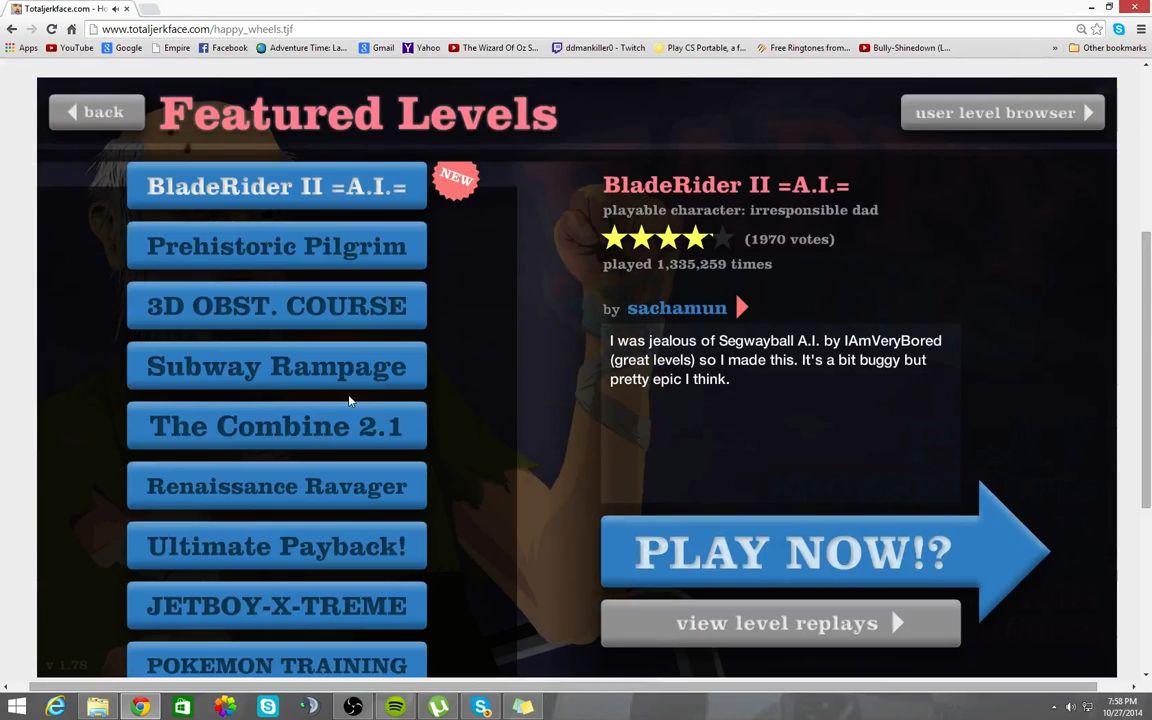 Totaljerkface.com - Ho
www.totaljerkface.com/happy_wheels.tjf
Apps YouTube Google Empire Facebook Adventure Time: La... Gmail Yahoo The Wizard Of Oz S... ddmankiller0 - Twitch Play CS Portable, a f... Free Ringtones from... Bully-Shinedown (L... » Other bookmarks
back Featured Levels user level browser
BladeRider II =A.I.= NEW
Prehistoric Pilgrim
3D OBST. COURSE
Subway Rampage
The Combine 2.1
Renaissance Ravager
Ultimate Payback!
JETBOY-X-TREME
POKEMON TRAINING
BladeRider II =A.I.=
playable character: irresponsible dad
(1970 votes)
played 1,335,259 times
by sachamun
I was jealous of Segwayball A.I. by IAmVeryBored
(great levels) so I made this. It's a bit buggy but
pretty epic I think.
PLAY NOW!?
view level replays
v 1.78
7:58 PM
10/27/2014